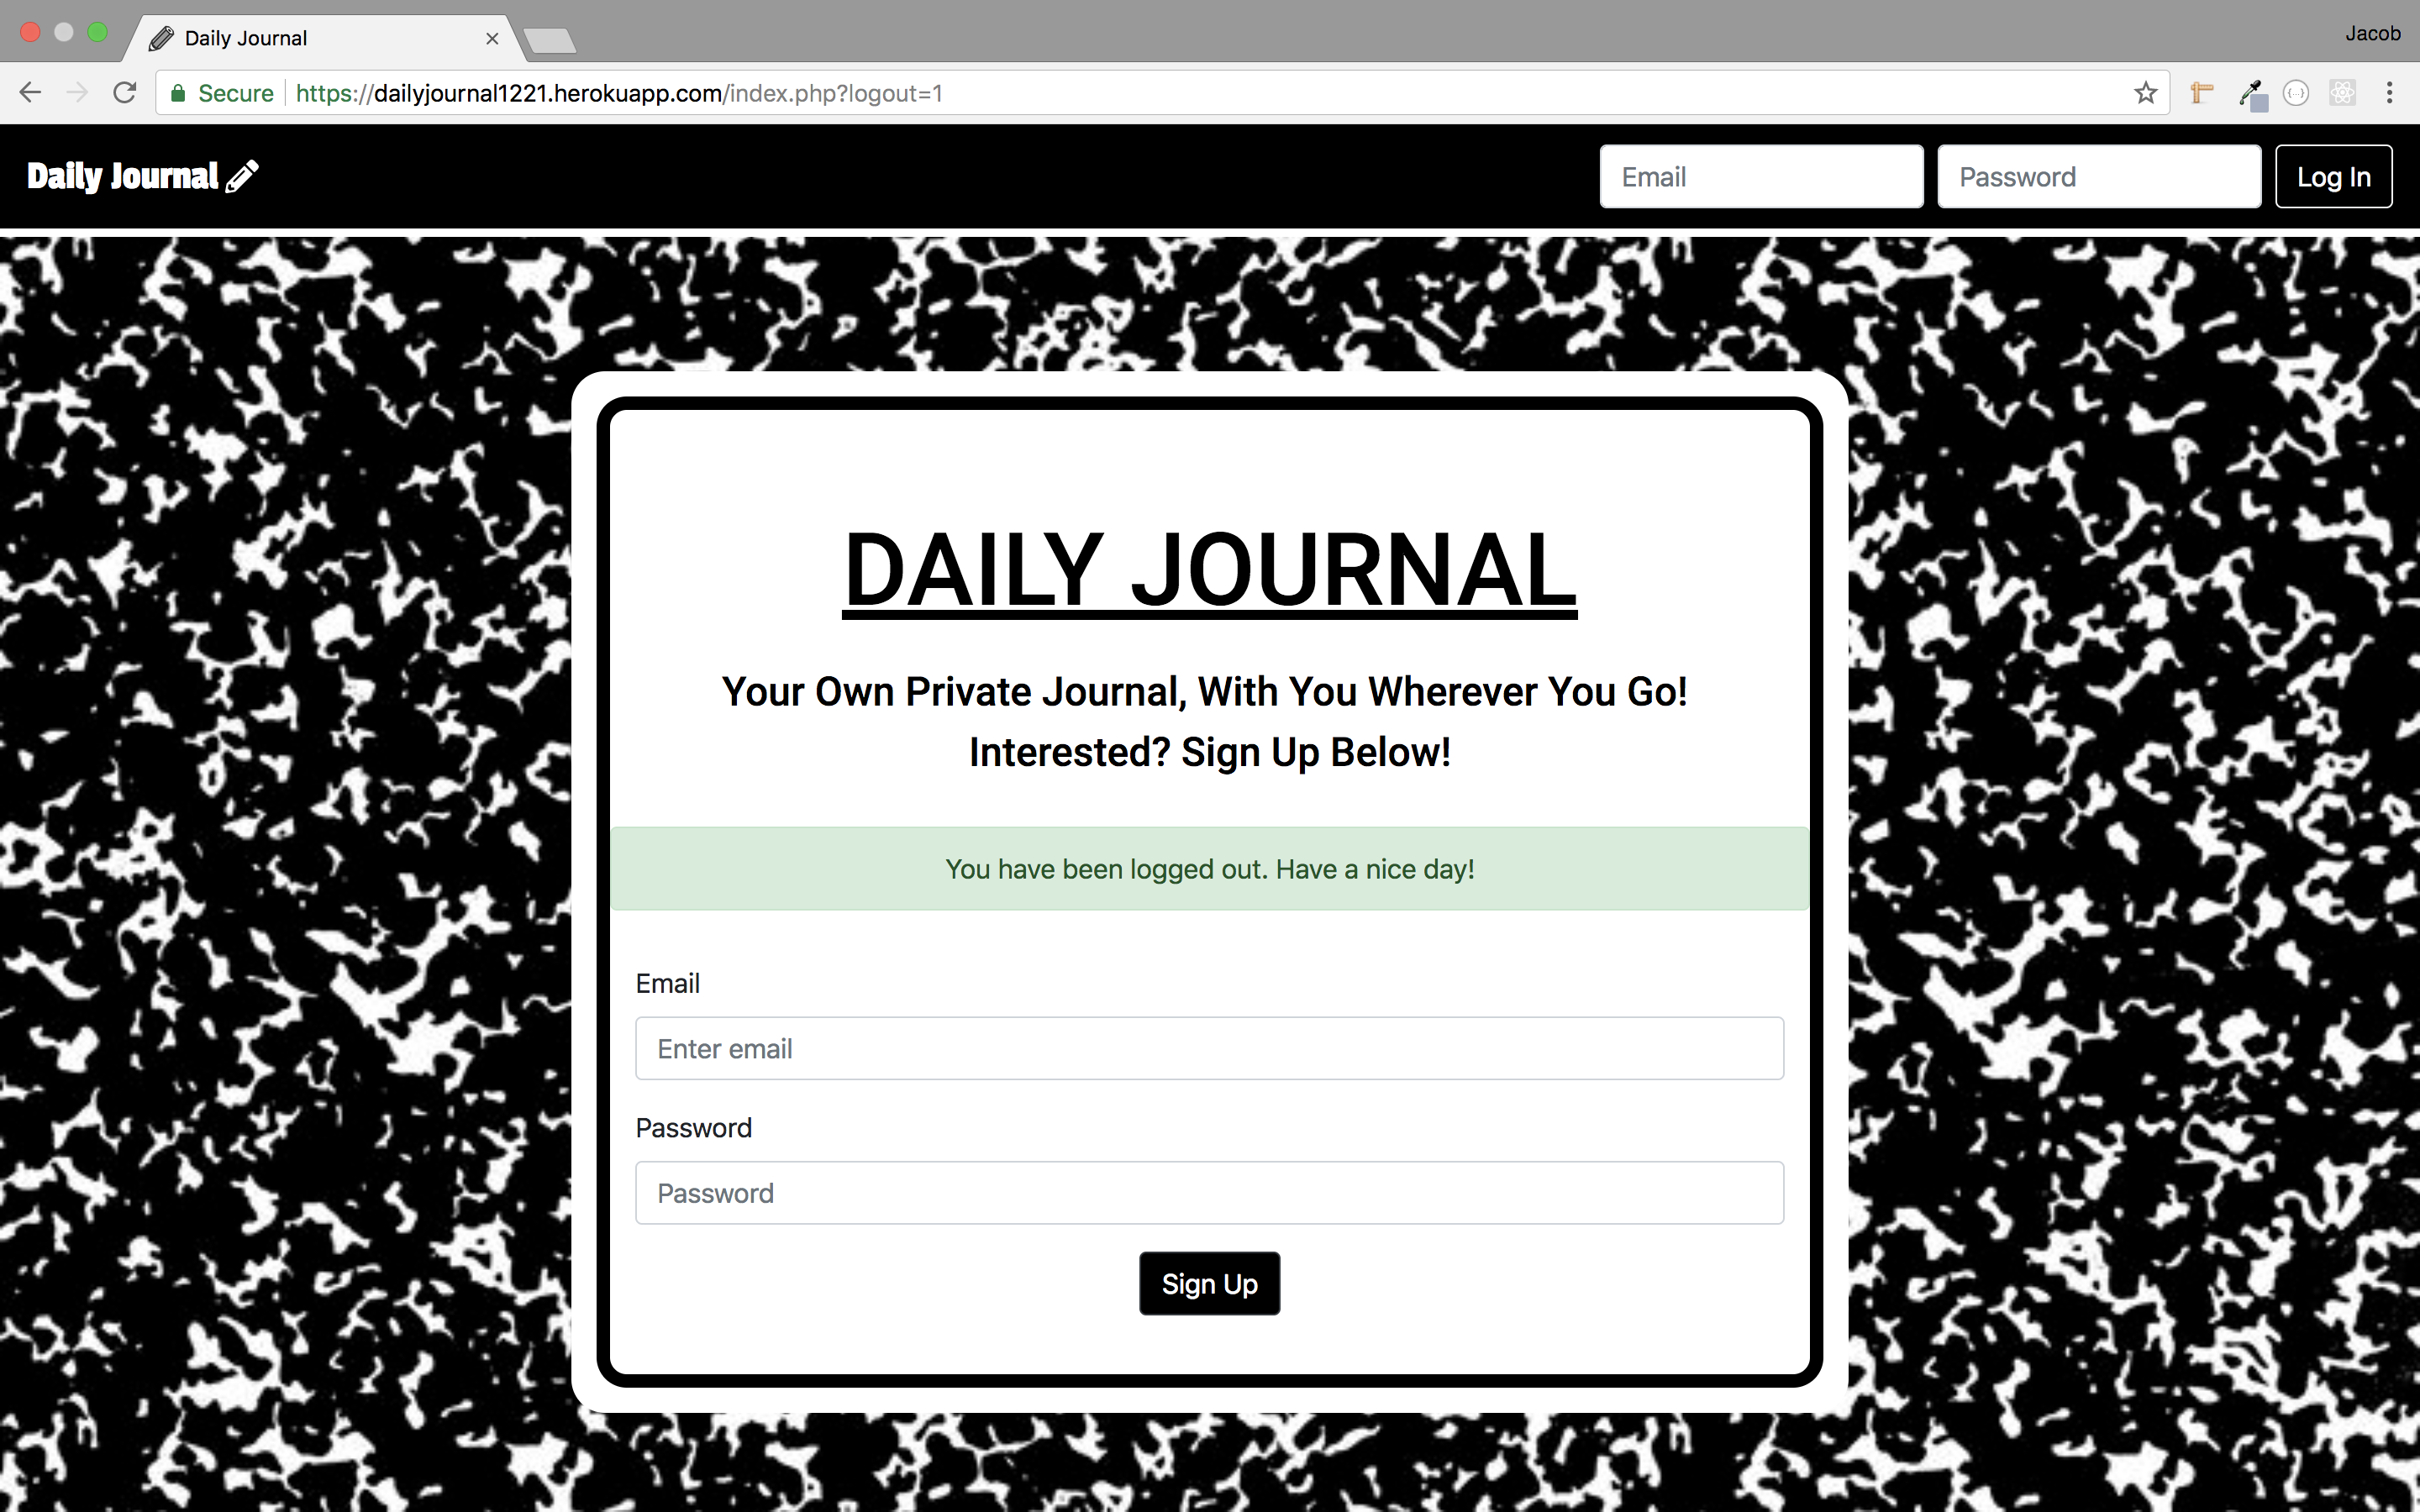 Daily Journal
Jacob
Secure https://dailyjournal1221.herokuapp.com/index.php?logout=1
Daily Journal
Email
Password
Log In
DAILY JOURNAL
Your Own Private Journal, With You Wherever You Go!
Interested? Sign Up Below!
You have been logged out. Have a nice day!
Email
Enter email
Password
Password
Sign Up